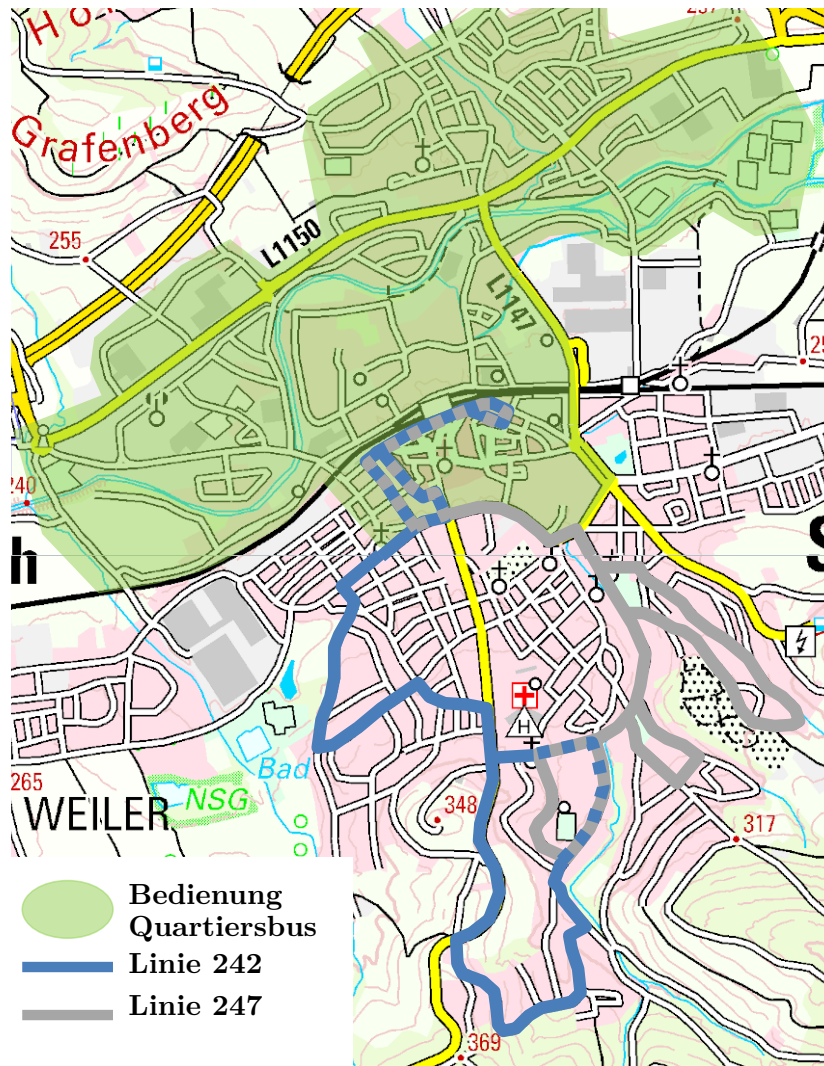 Grafenberg
255
L1150
L1147
240
h
S
265
Bad
NSG
WEILER
H
348
317
369
Bedienung
Quartiersbus
Linie 242
Linie 247